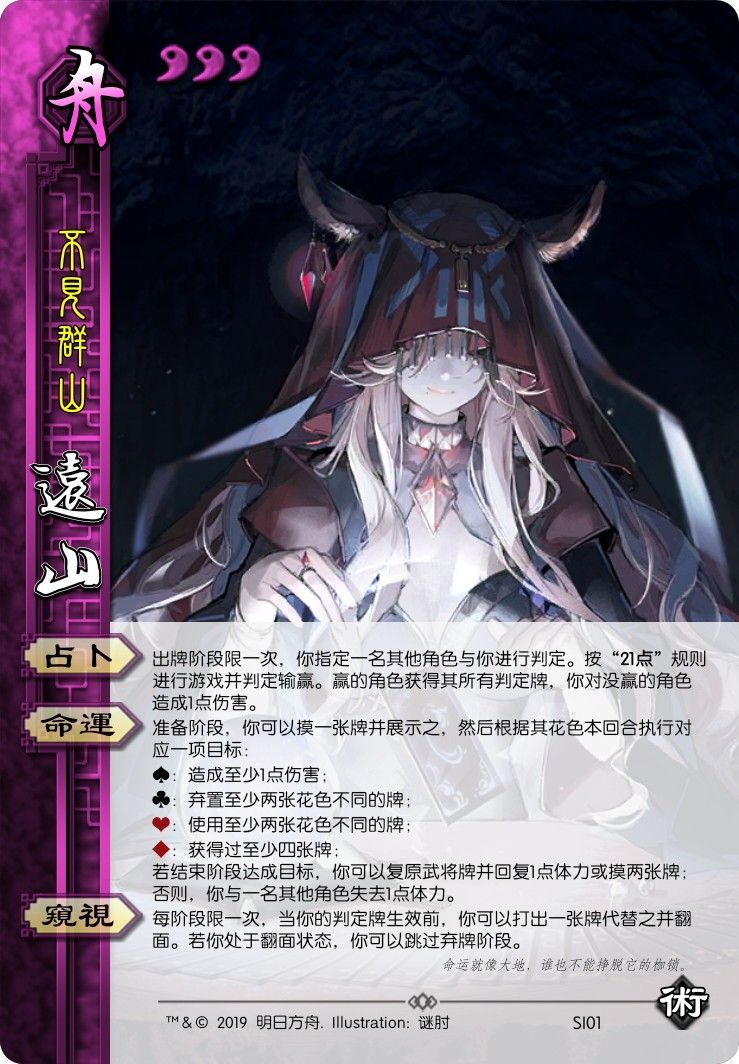 舟
不見群山
遠山
占卜
出牌阶段限一次，你指定一名其他角色与你进行判定。按“21点”规则
进行游戏并判定输赢。赢的角色获得其所有判定牌，你对没赢的角色
造成1点伤害。
命運
准备阶段，你可以摸一张牌并展示之，然后根据其花色本回合执行对
应一项目标：
♠：造成至少1点伤害；
♣：弃置至少两张花色不同的牌；
♥：使用至少两张花色不同的牌；
♦：获得过至少四张牌；
若结束阶段达成目标，你可以复原武将牌并回复1点体力或摸两张牌；
否则，你与一名其他角色失去1点体力。
窺視
每阶段限一次，当你的判定牌生效前，你可以打出一张牌代替之并翻
面。若你处于翻面状态，你可以跳过弃牌阶段。
命运就像大地，谁也不能挣脱它的枷锁。
術
™&© 2019 明日方舟. Illustration: 谜肘 SI01